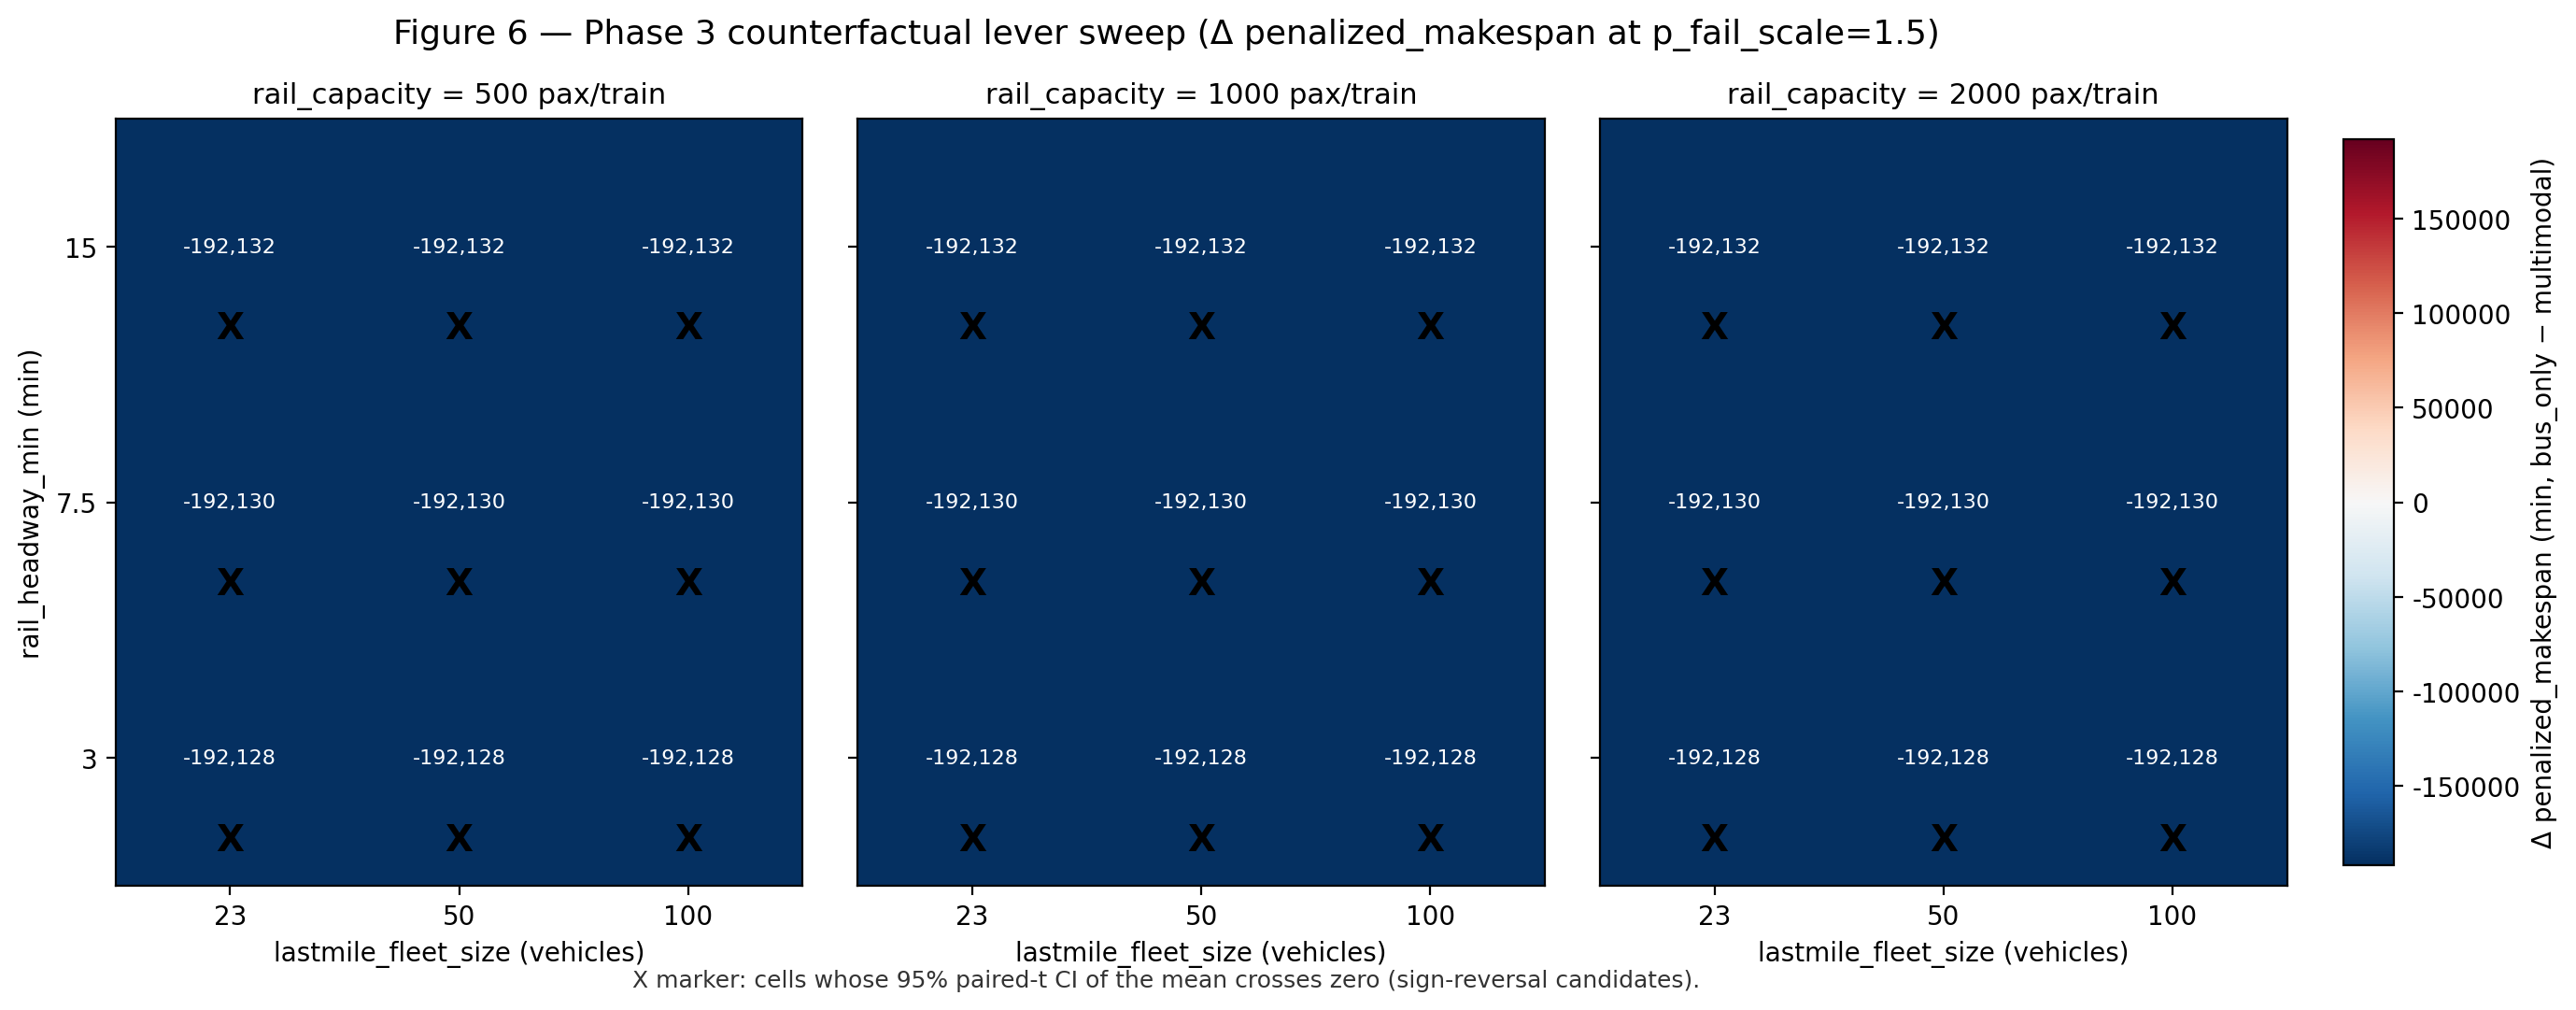 Figure 6 — Phase 3 counterfactual lever sweep (Δ penalized_makespan at p_fail_scale=1.5)
rail_capacity = 500 pax/train
rail_capacity = 1000 pax/train
rail_capacity = 2000 pax/train
rail_headway_min (min)
15
-192,132 -192,132 -192,132
X X X
7.5
-192,130 -192,130 -192,130
X X X
3
-192,128 -192,128 -192,128
X X X
23 50 100
lastmile_fleet_size (vehicles)
-192,132 -192,132 -192,132
X X X
-192,130 -192,130 -192,130
X X X
-192,128 -192,128 -192,128
X X X
23 50 100
lastmile_fleet_size (vehicles)
-192,132 -192,132 -192,132
X X X
-192,130 -192,130 -192,130
X X X
-192,128 -192,128 -192,128
X X X
23 50 100
lastmile_fleet_size (vehicles)
150000
100000
50000
0
-50000
-100000
-150000
Δ penalized_makespan (min, bus_only − multimodal)
X marker: cells whose 95% paired-t CI of the mean crosses zero (sign-reversal candidates).